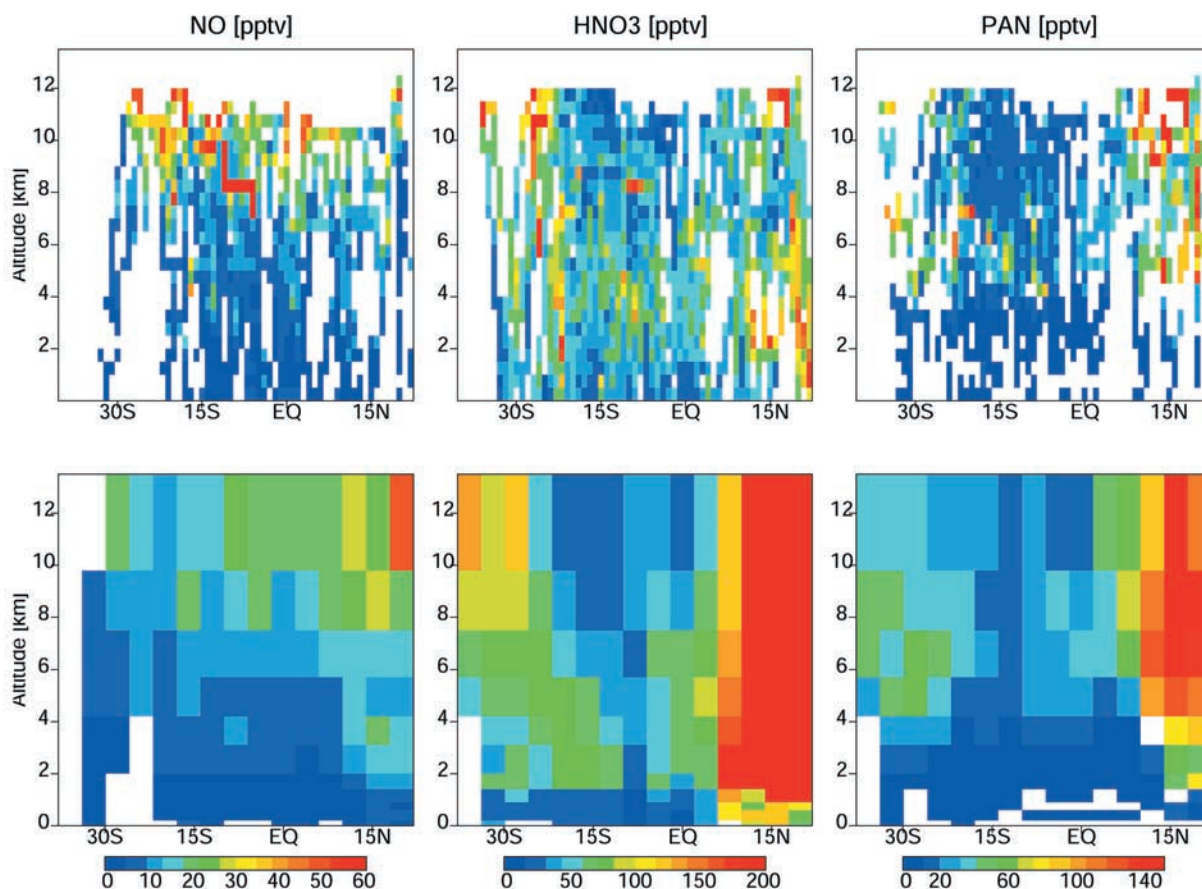 NO [pptv] HNO3 [pptv] PAN [pptv]
12 12 12
10 10 10
Altitude [km] 8 8 8
6 6 6
4 4 4
2 2 2
30S 15S EQ 15N 30S 15S EQ 15N 30S 15S EQ 15N
12 12 12
10 10 10
Altitude [km] 8 8 8
6 6 6
4 4 4
2 2 2
0 0 0
30S 15S EQ 15N 30S 15S EQ 15N 30S 15S EQ 15N
0 10 20 30 40 50 60 0 50 100 150 200 0 20 60 100 140